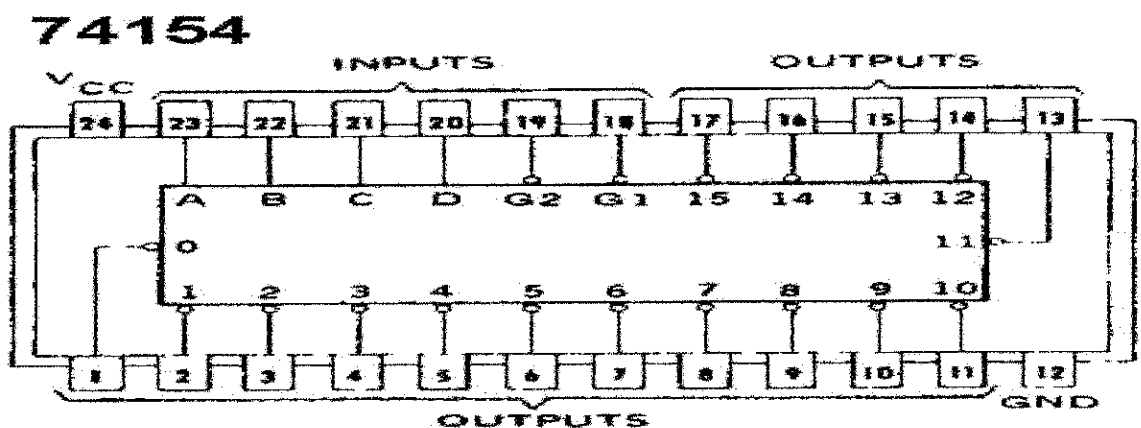 74154
INPUTS OUTPUTS
VCC
24 23 22 21 20 19 18 17 16 15 14 13
A B C D G2 G1 15 14 13 12
0 11
1 2 3 4 5 6 7 8 9 10
1 2 3 4 5 6 7 8 9 10 11 12
GND
OUTPUTS